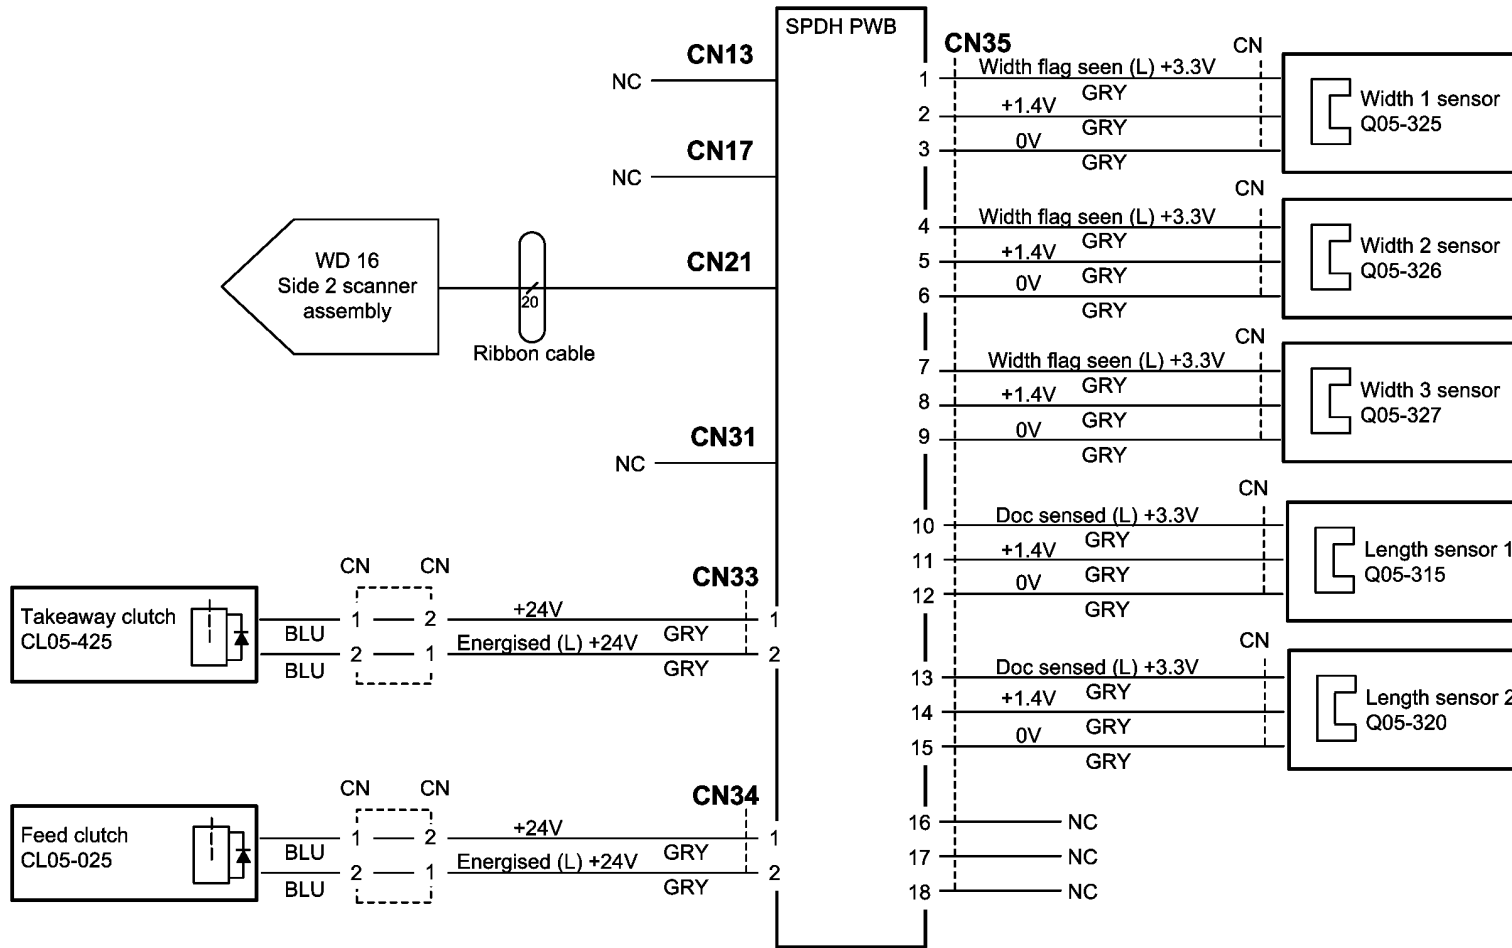 SPDH PWB
CN13
NC
CN17
NC
WD 16
Side 2 scanner
assembly
20
Ribbon cable
CN21
CN31
NC
CN33
CN CN
Takeaway clutch
CL05-425
1 2 +24V 1
BLU GRY
2 1 Energised (L) +24V 2
BLU GRY
CN34
CN CN
Feed clutch
CL05-025
1 2 +24V 1
BLU GRY
2 1 Energised (L) +24V 2
BLU GRY
CN35
CN
1 Width flag seen (L) +3.3V
GRY
2 +1.4V
GRY
3 0V
GRY
Width 1 sensor
Q05-325
CN
4 Width flag seen (L) +3.3V
GRY
5 +1.4V
GRY
6 0V
GRY
Width 2 sensor
Q05-326
CN
7 Width flag seen (L) +3.3V
GRY
8 +1.4V
GRY
9 0V
GRY
Width 3 sensor
Q05-327
CN
10 Doc sensed (L) +3.3V
GRY
11 +1.4V
GRY
12 0V
GRY
Length sensor 1
Q05-315
CN
13 Doc sensed (L) +3.3V
GRY
14 +1.4V
GRY
15 0V
GRY
Length sensor 2
Q05-320
16 NC
17 NC
18 NC